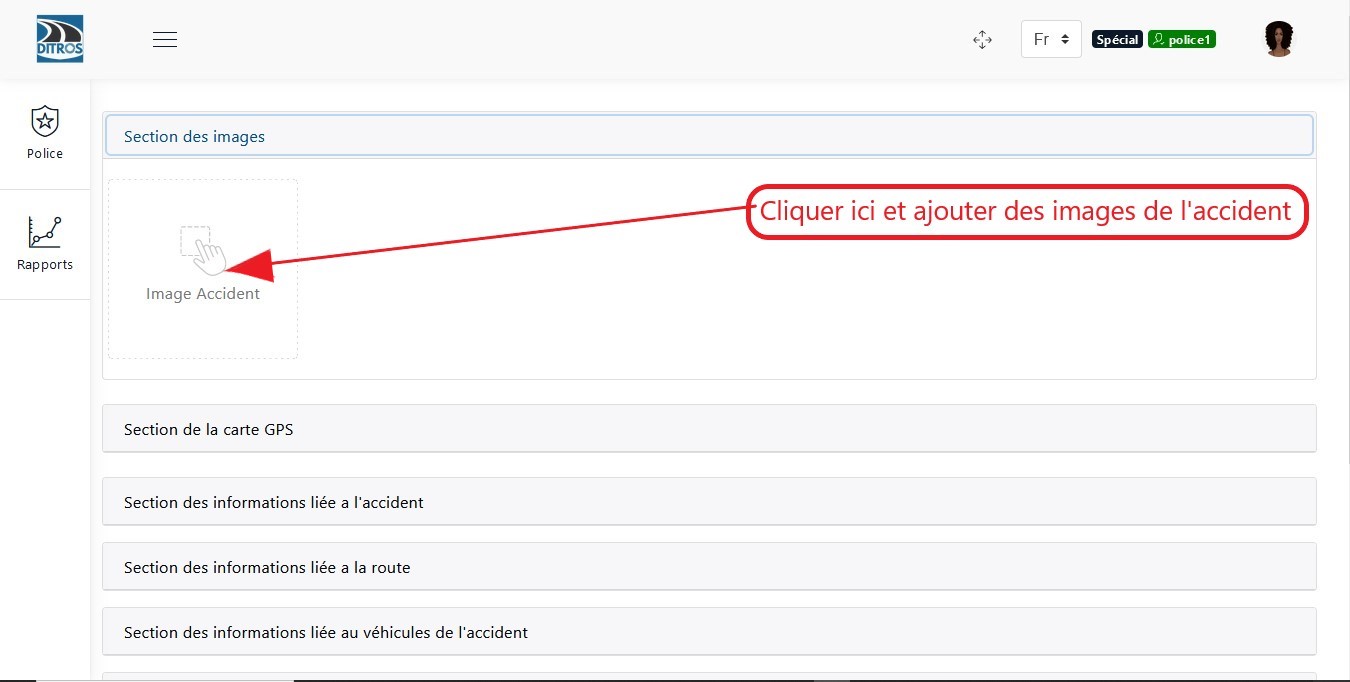 DITROS
Fr
Spécial
police1
Police
Rapports
Section des images
Cliquer ici et ajouter des images de l'accident
Image Accident
Section de la carte GPS
Section des informations liée a l'accident
Section des informations liée a la route
Section des informations liée au véhicules de l'accident